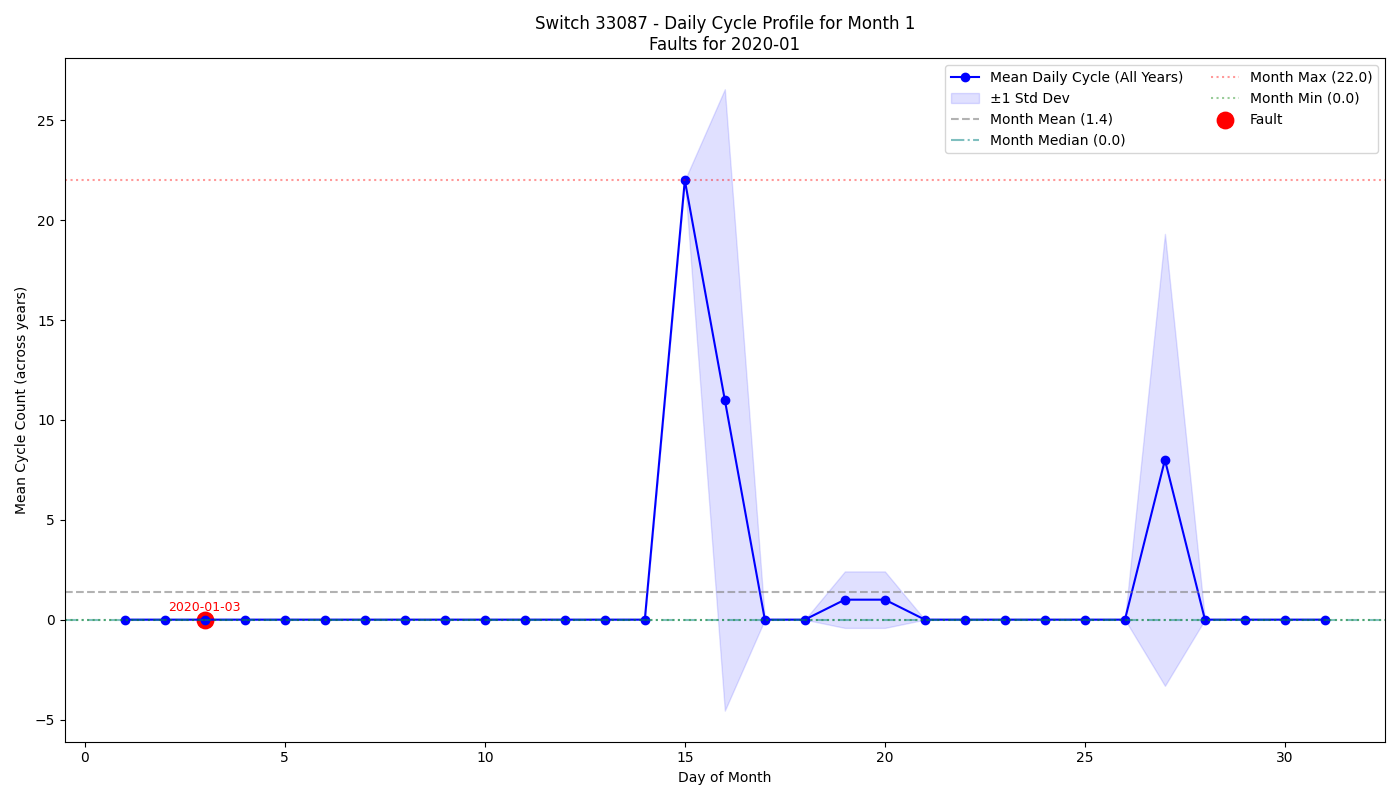 Switch 33087 - Daily Cycle Profile for Month 1
Faults for 2020-01
Mean Daily Cycle (All Years)
±1 Std Dev
Month Mean (1.4)
Month Median (0.0)
Month Max (22.0)
Month Min (0.0)
Fault
Mean Cycle Count (across years)
25
20
15
10
5
0
−5
2020-01-03
0
5
10
15
20
25
30
Day of Month